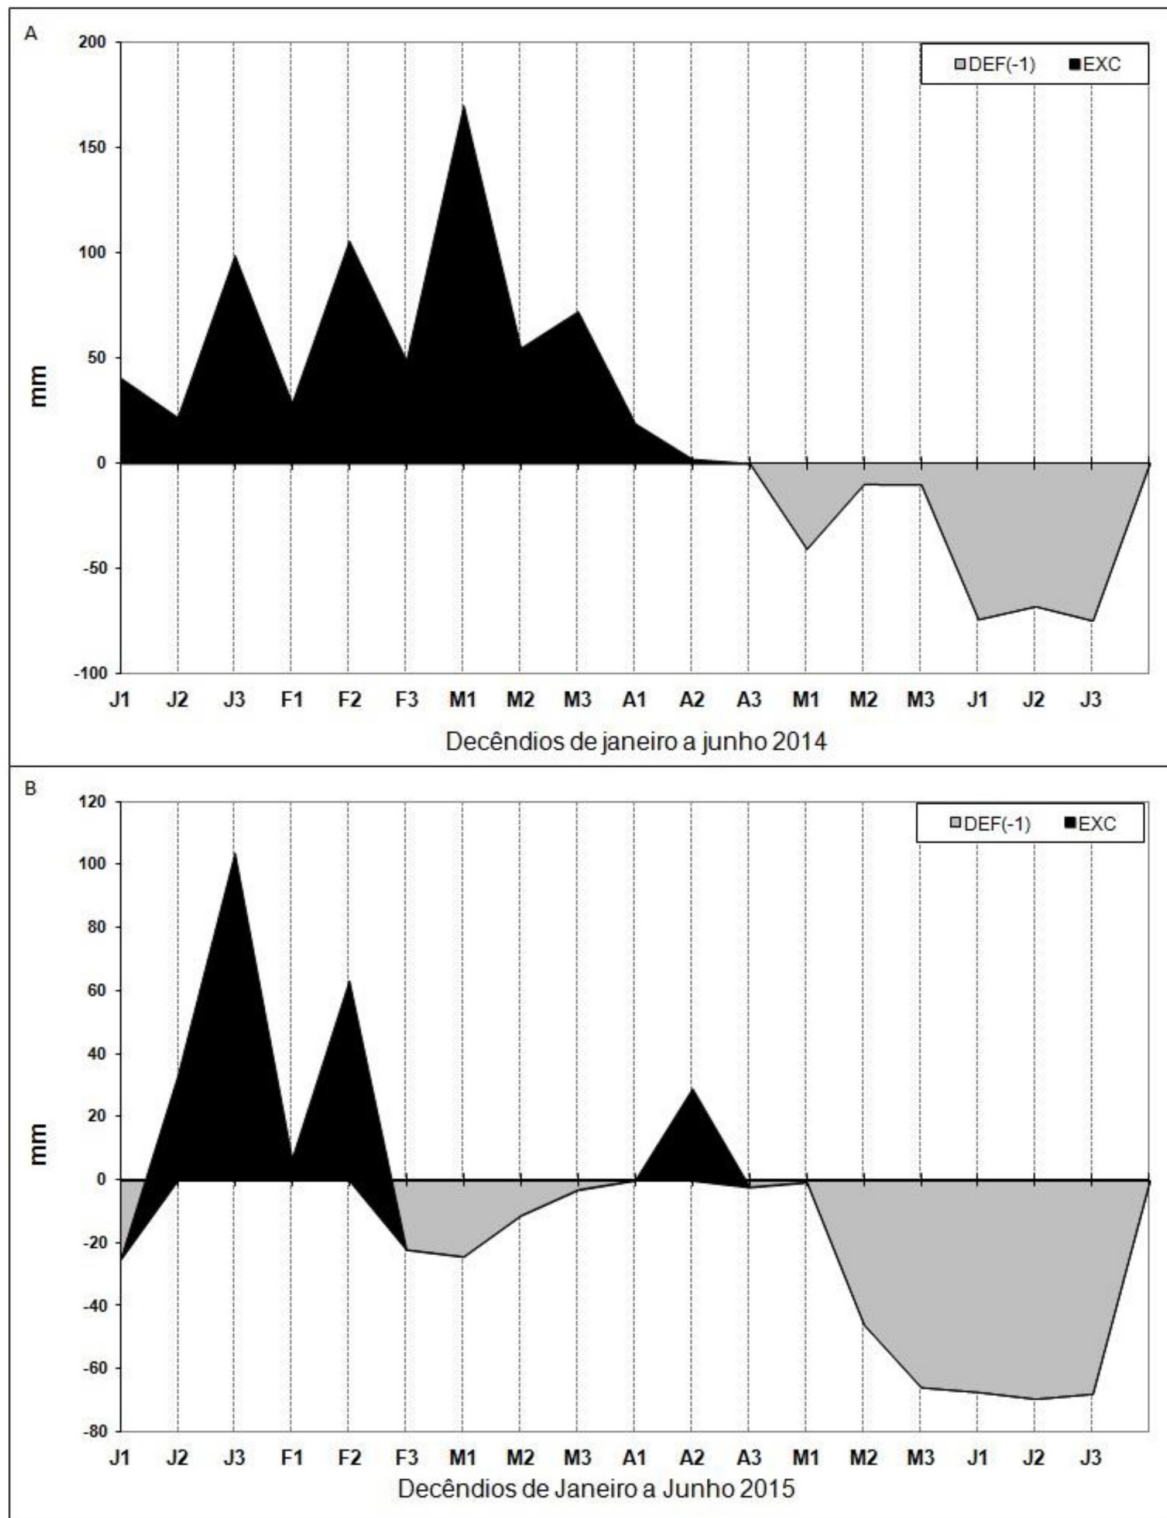 A
200
DEF(-1) EXC
150
100
50
mm
0
-50
-100
J1 J2 J3 F1 F2 F3 M1 M2 M3 A1 A2 A3 M1 M2 M3 J1 J2 J3
Decêndios de janeiro a junho 2014
B
120
DEF(-1) EXC
100
80
60
40
20
mm
0
-20
-40
-60
-80
J1 J2 J3 F1 F2 F3 M1 M2 M3 A1 A2 A3 M1 M2 M3 J1 J2 J3
Decêndios de Janeiro a Junho 2015